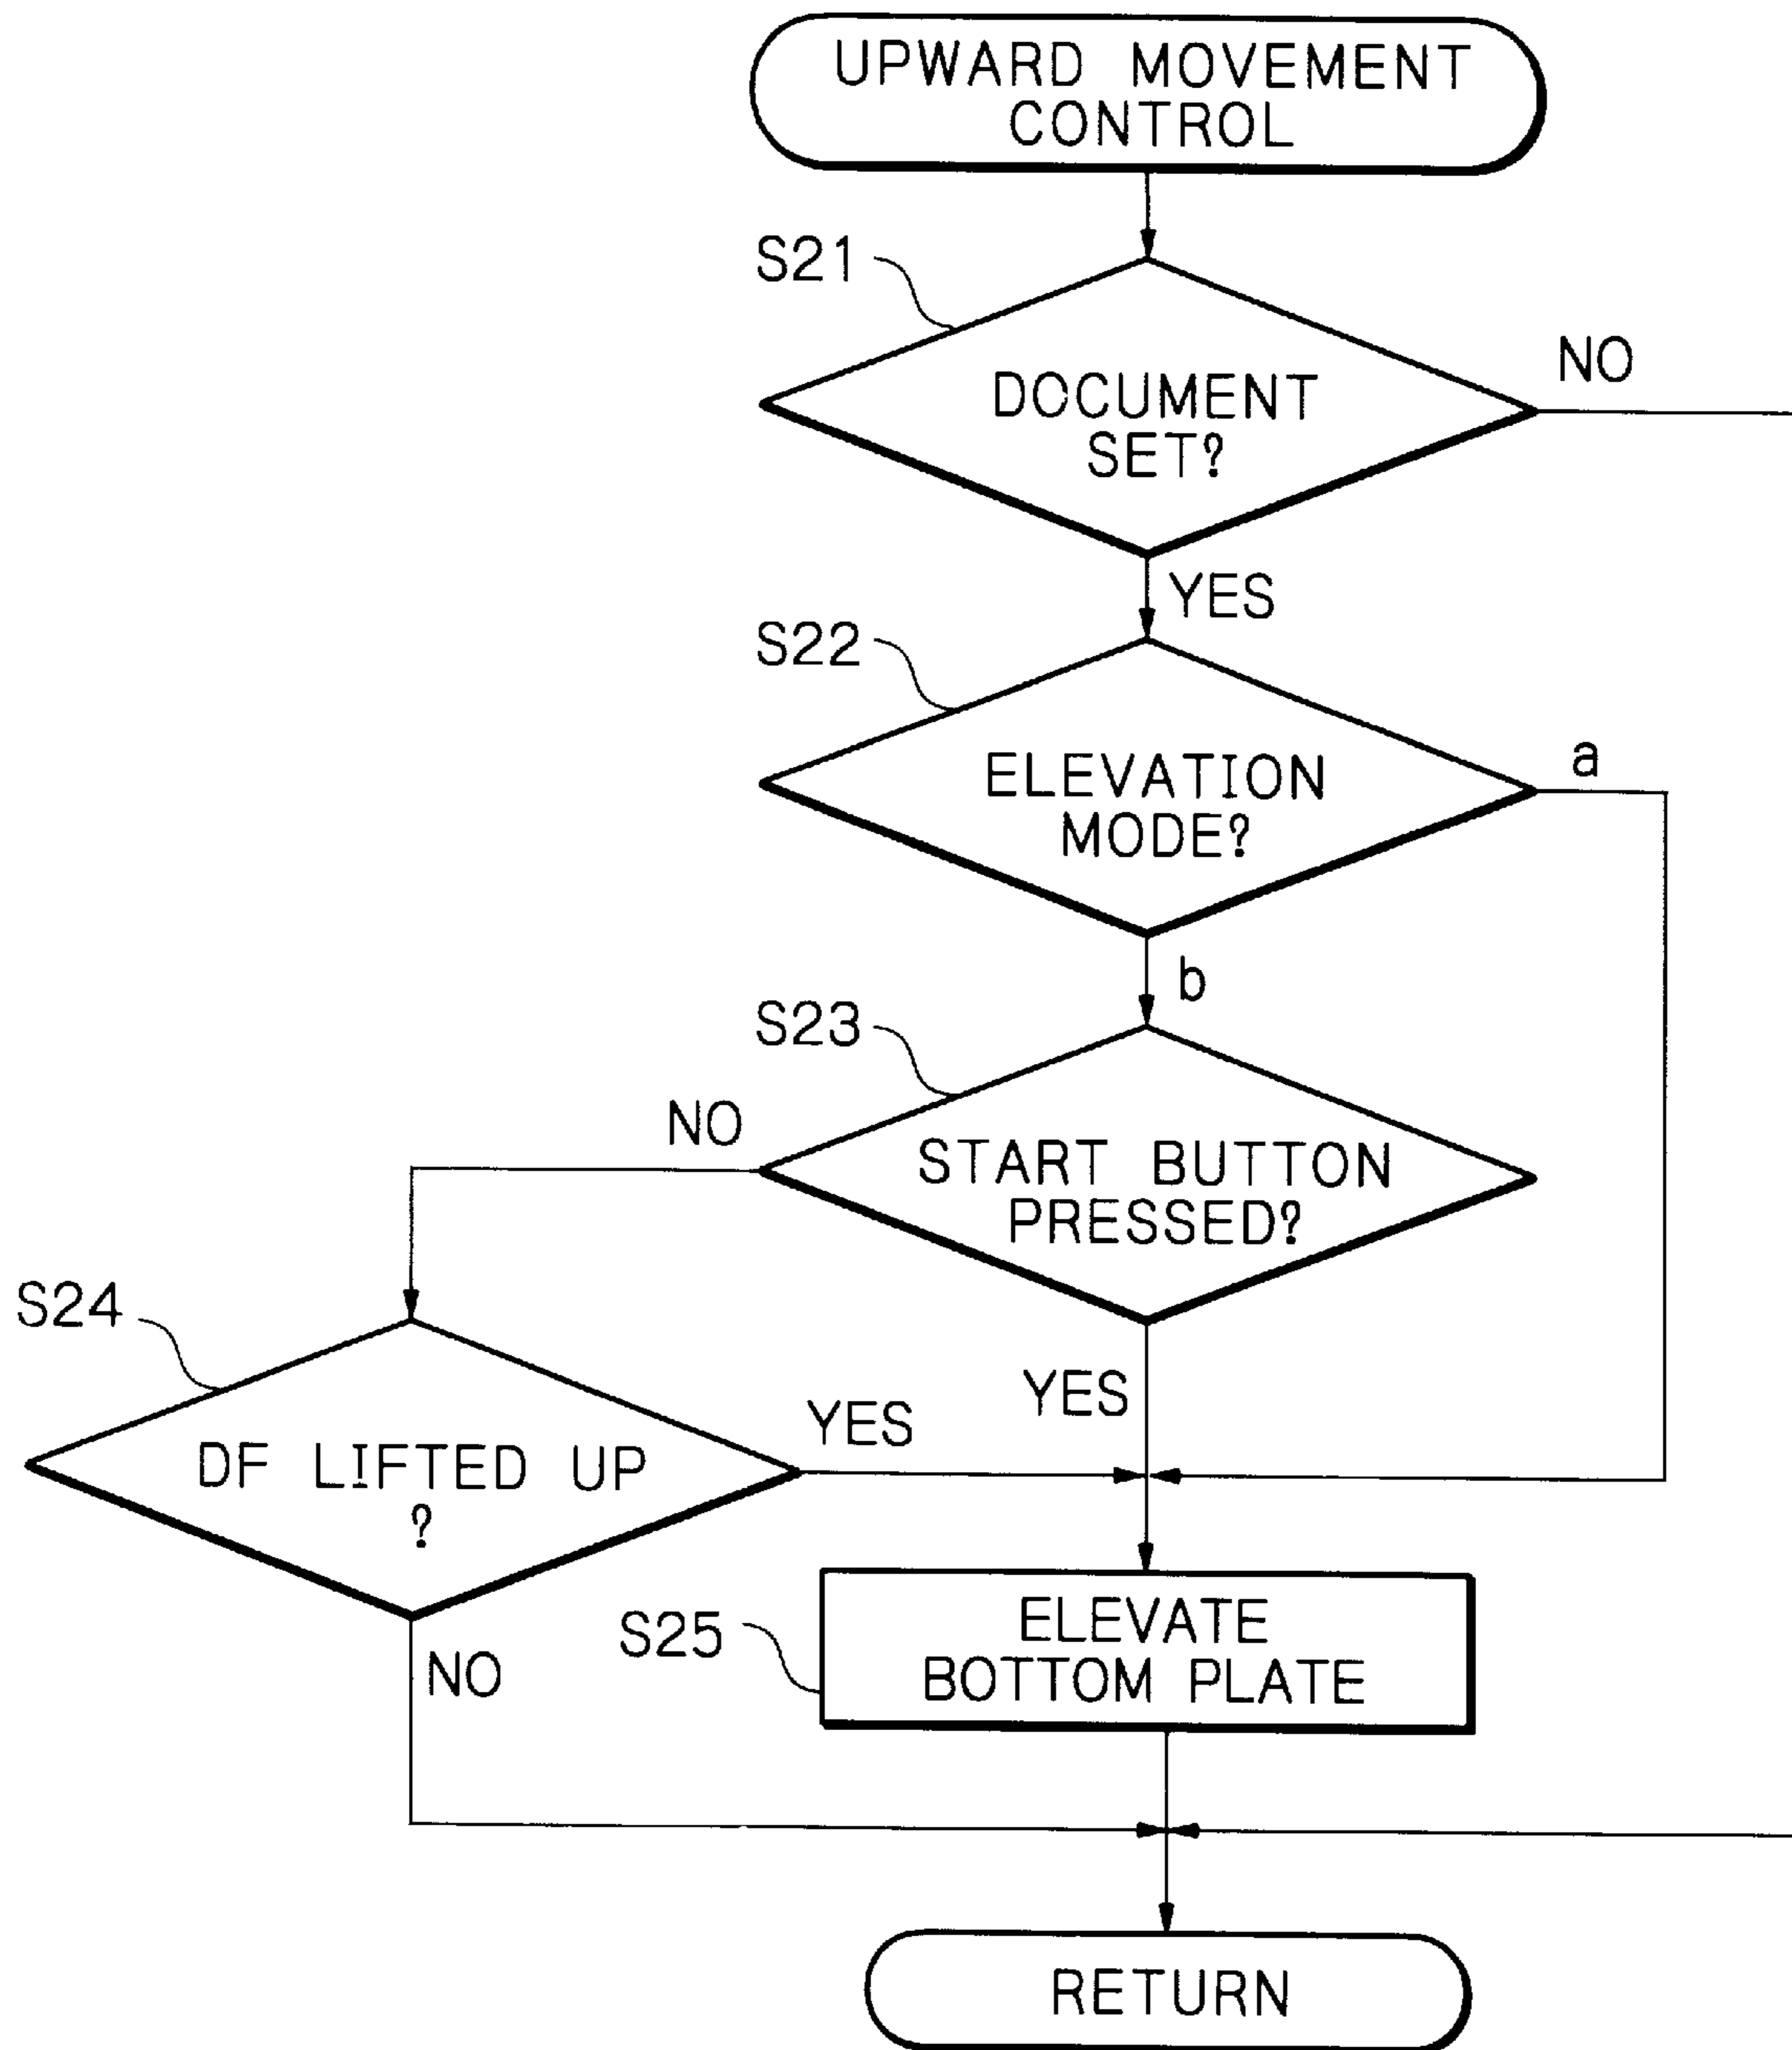 UPWARD MOVEMENT
CONTROL
S21
DOCUMENT
SET?
NO
YES
S22
ELEVATION
MODE?
a
b
S23
START BUTTON
PRESSED?
NO
YES
S24
DF LIFTED UP
?
YES
NO
S25
ELEVATE
BOTTOM PLATE
RETURN